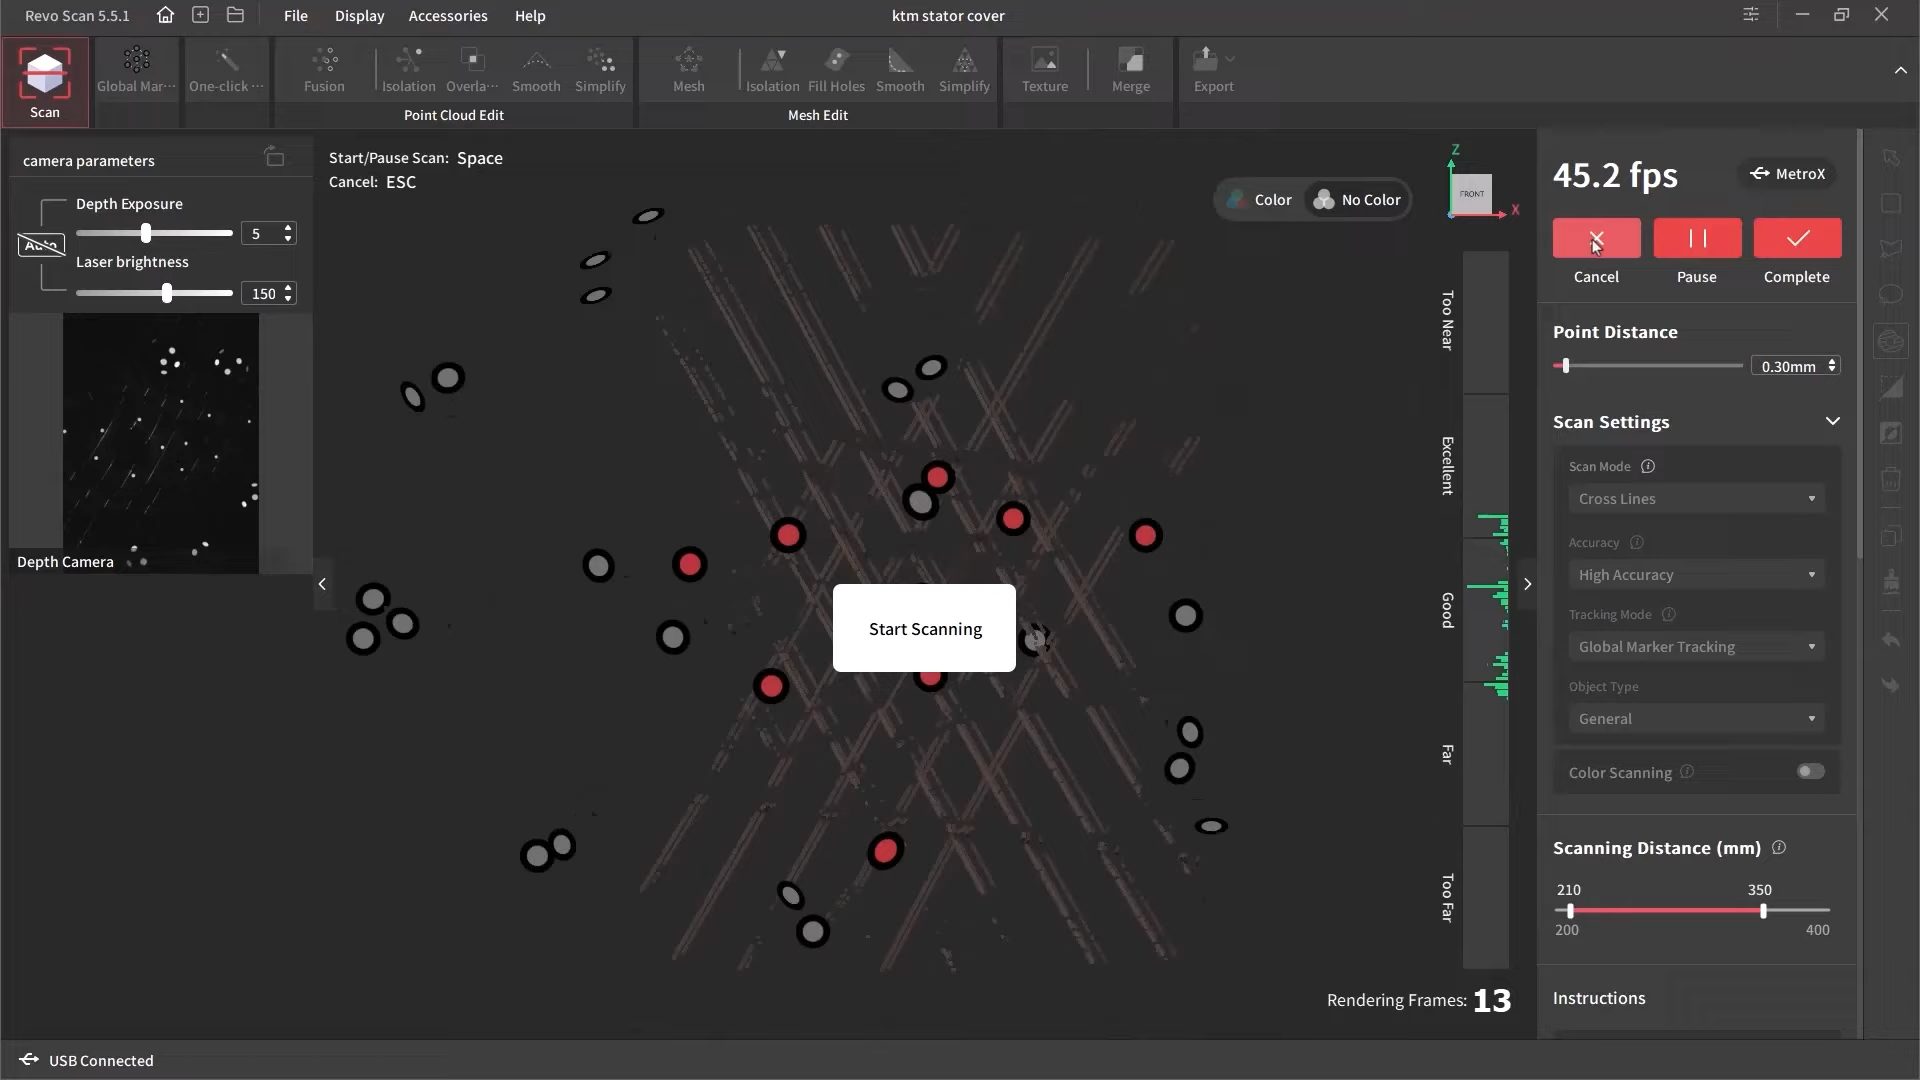 Revo Scan 5.5.1
File
Display
Accessories
Help
ktm stator cover
Scan
Global Mar···
One-click ···
Fusion
Isolation
Overla···
Smooth
Simplify
Point Cloud Edit
Mesh
Isolation
Fill Holes
Smooth
Simplify
Mesh Edit
Texture
Merge
Export
camera parameters
Depth Exposure
5
Auto
Laser brightness
150
Depth Camera
Start/Pause Scan: Space
Cancel: ESC
Color
No Color
Z
FRONT
X
Too Near
Excellent
Good
Far
Too Far
Start Scanning
Rendering Frames: 13
45.2 fps
MetroX
Cancel
Pause
Complete
Point Distance
0.30mm
Scan Settings
Scan Mode
Cross Lines
Accuracy
High Accuracy
Tracking Mode
Global Marker Tracking
Object Type
General
Color Scanning
Scanning Distance (mm)
210 350
200 400
Instructions
USB Connected